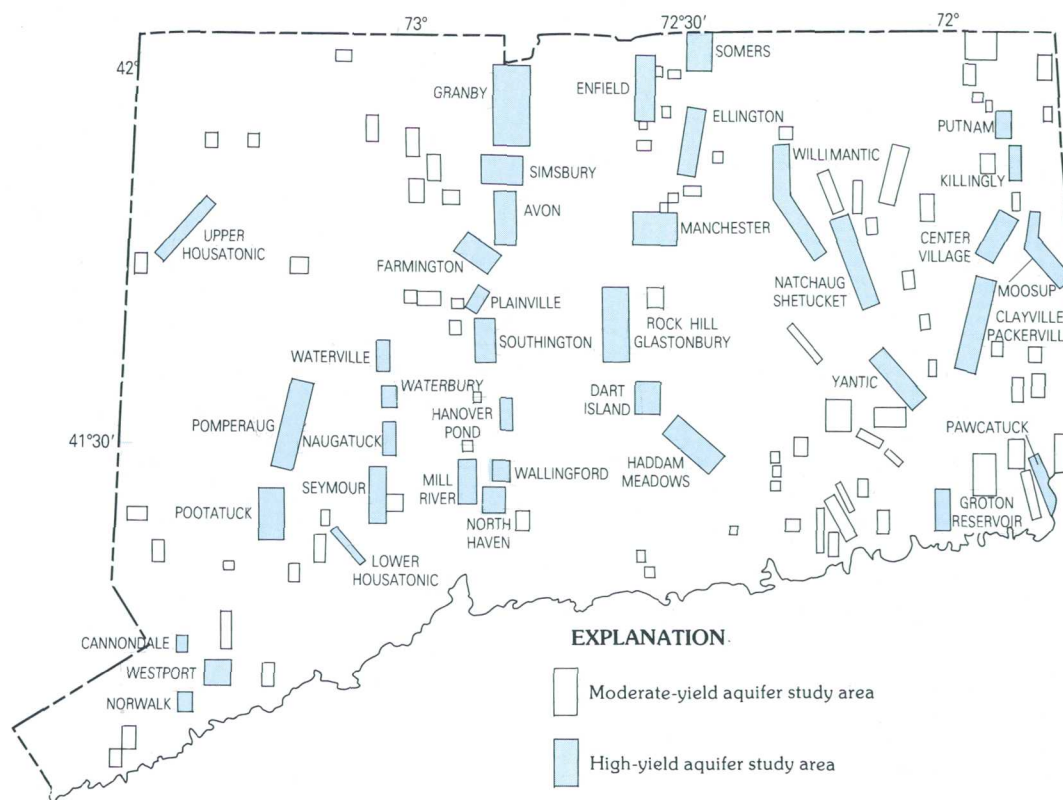 73°
72°30′
72°
42°
SOMERS
GRANBY
ENFIELD
ELLINGTON
PUTNAM
WILLIMANTIC
SIMSBURY
KILLINGLY
AVON
MANCHESTER
UPPER
HOUSATONIC
CENTER
VILLAGE
FARMINGTON
NATCHAUG
SHETUCKET
MOOSUP
PLAINVILLE
ROCK HILL
GLASTONBURY
CLAYVILLE
PACKERVIL
SOUTHINGTON
WATERVILLE
WATERBURY
YANTIC
DART
ISLAND
HANOVER
POND
POMPERAUG
NAUGATUCK
PAWCATUCK
41°30′
HADDAM
MEADOWS
WALLINGFORD
MILL
RIVER
SEYMOUR
POOTATUCK
GROTON
RESERVOIR
NORTH
HAVEN
LOWER
HOUSATONIC
CANNONDALE
WESTPORT
NORWALK
EXPLANATION
Moderate-yield aquifer study area
High-yield aquifer study area